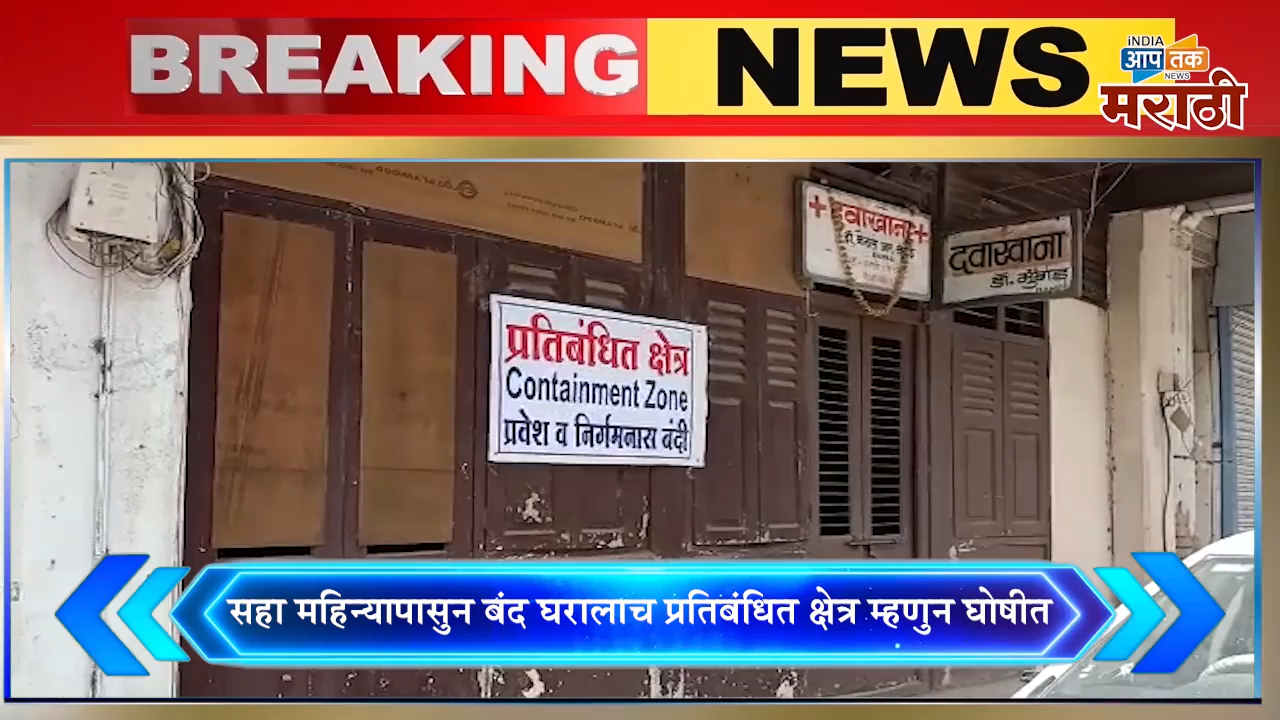 BREAKING NEWS
INDIA
आप तक
NEWS
मराठी
दवाखाना
दवाखाना
डॉ. मुंगड
प्रतिबंधित क्षेत्र
Containment Zone
प्रवेश व निर्गमनास बंदी
सहा महिन्यापासुन बंद घरालाच प्रतिबंधित क्षेत्र म्हणुन घोषीत